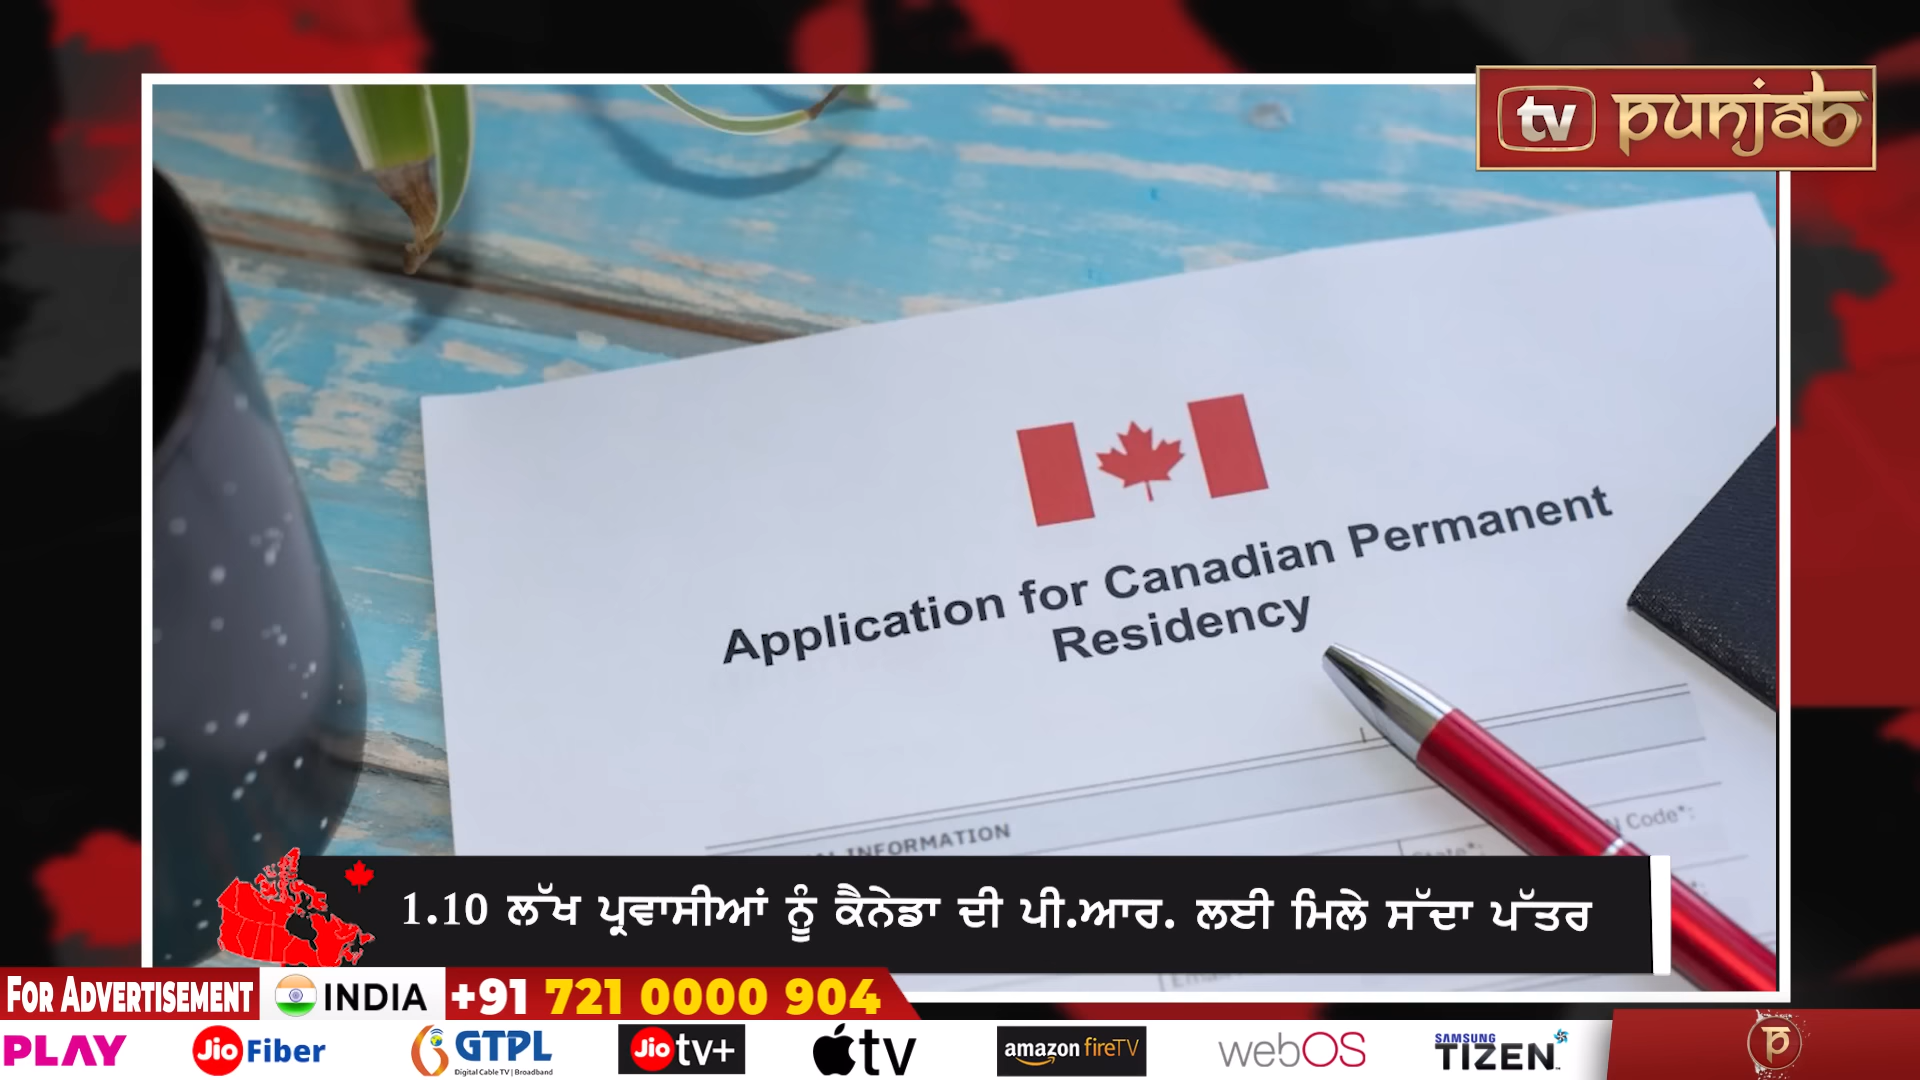 tv punjab
Application for Canadian Permanent
Residency
INFORMATION
Code*:
State*:
1.10 ਲੱਖ ਪ੍ਰਵਾਸੀਆਂ ਨੂੰ ਕੈਨੇਡਾ ਦੀ ਪੀ.ਆਰ. ਲਈ ਮਿਲੇ ਸੱਦਾ ਪੱਤਰ
FOR ADVERTISEMENT INDIA +91 721 0000 904
PLAY Jio Fiber GTPL Jio tv+ tv amazon fireTV webOS SAMSUNG TIZEN
Digital Cable TV | Broadband